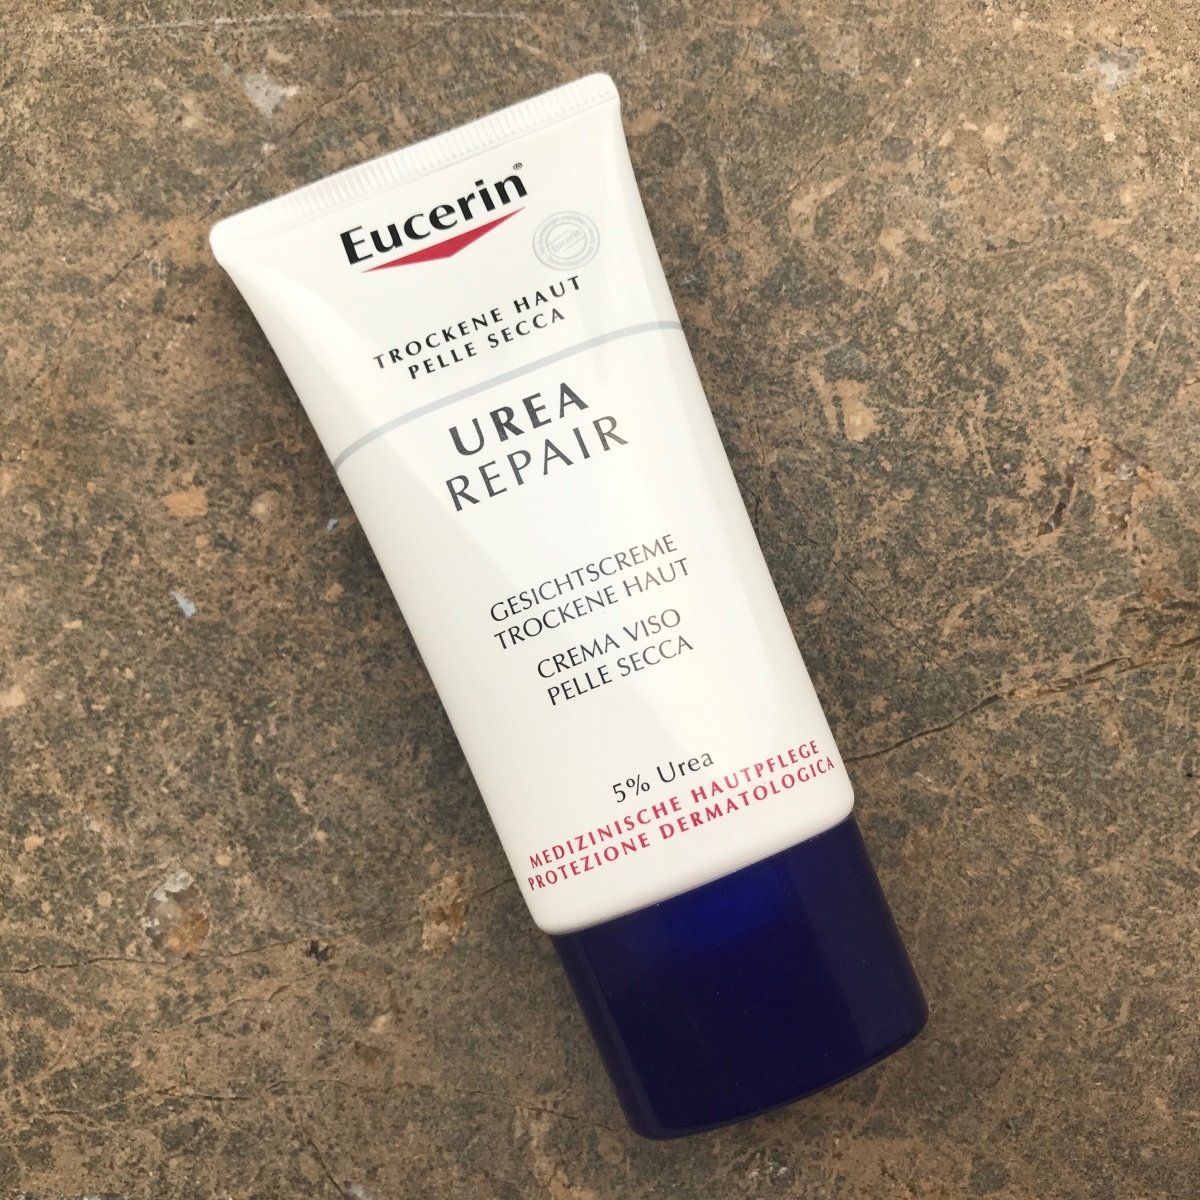 Eucerin®
Eucerin
TROCKENE HAUT
PELLE SECCA
UREA
REPAIR
GESICHTSCREME
TROCKENE HAUT
CREMA VISO
PELLE SECCA
5% Urea
MEDIZINISCHE HAUTPFLEGE
PROTEZIONE DERMATOLOGICA